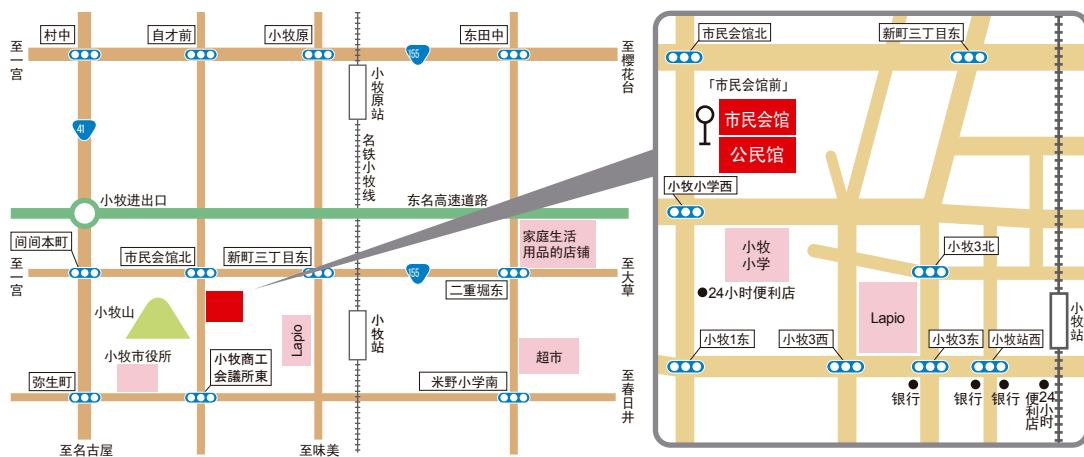 村中
自才前
小牧原
东田中
155
至一宫
至樱花台
小牧原站
41
名铁小牧线
小牧进出口
东名高速道路
间间本町
市民会馆北
新町三丁目东
家庭生活
用品的店铺
155
至一宫
至大草
二重堀东
小牧山
Lapio
小牧站
小牧市役所
小牧商工
会議所東
超市
弥生町
米野小学南
至春日井
至名古屋
至味美
市民会馆北
新町三丁目东
「市民会馆前」
市民会馆
公民馆
小牧小学西
小牧
小学
小牧3北
24小时便利店
Lapio
小牧站
小牧1东
小牧3西
小牧3东
小牧站西
银行
银行
银行
24小时
便利店